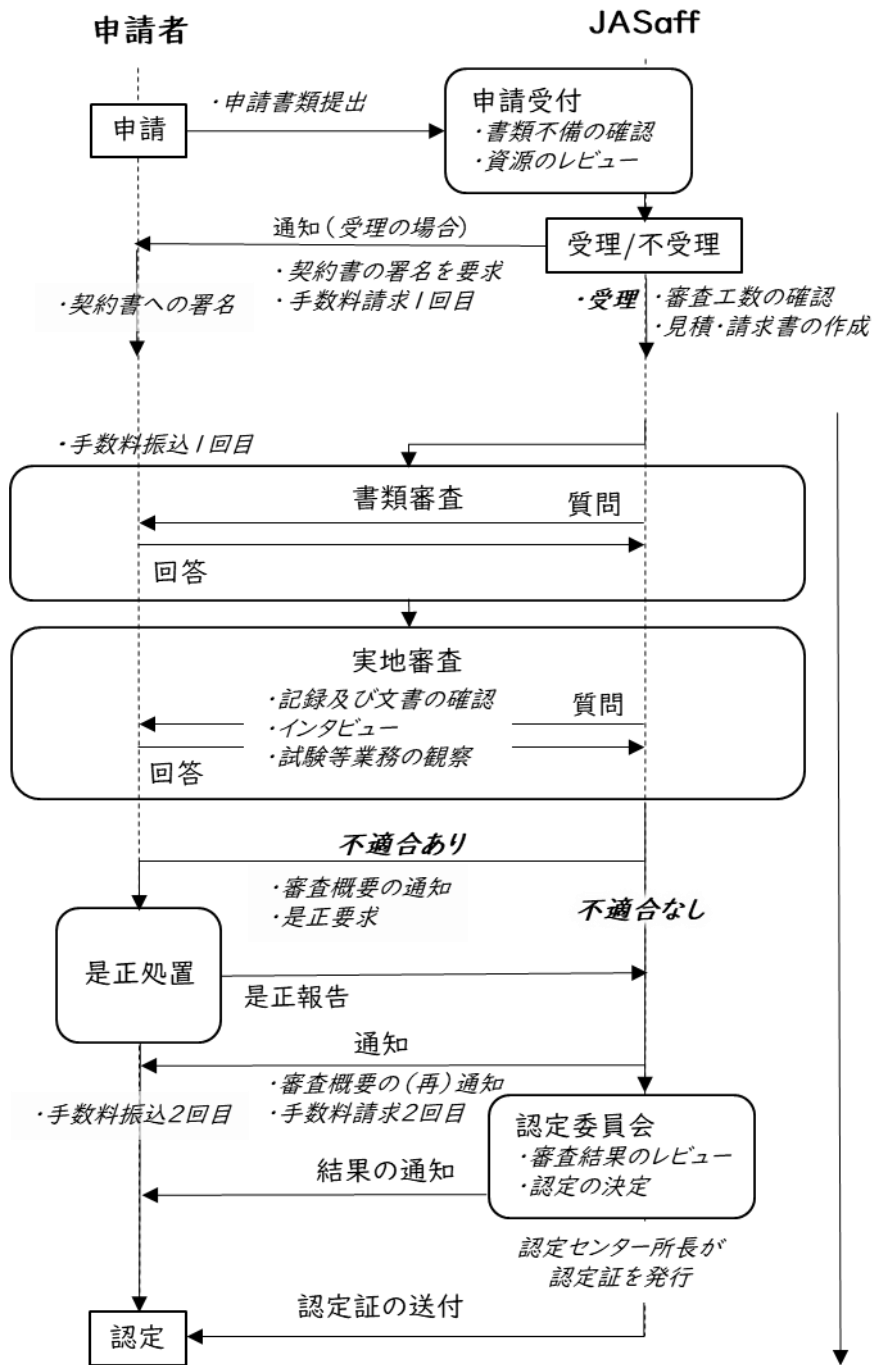 申請者
JASaff
申請
・申請書類提出
申請受付
・書類不備の確認
・資源のレビュー
通知（受理の場合）
受理/不受理
・契約書の署名を要求
・手数料請求1回目
・契約書への署名
・受理
・審査工数の確認
・見積・請求書の作成
・手数料振込1回目
書類審査
質問
回答
実地審査
・記録及び文書の確認
質問
・インタビュー
・試験等業務の観察
回答
不適合あり
・審査概要の通知
・是正要求
不適合なし
是正処置
是正報告
通知
・審査概要の（再）通知
・手数料請求2回目
・手数料振込2回目
認定委員会
・審査結果のレビュー
・認定の決定
結果の通知
認定センター所長が
認定証を発行
認定証の送付
認定